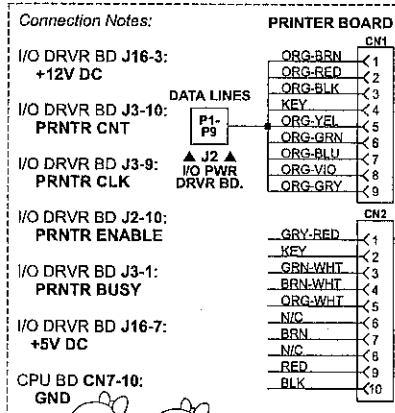 Connection Notes:
I/O DRVR BD J16-3:
+12V DC
I/O DRVR BD J3-10:
PRNTR CNT
I/O DRVR BD J3-9:
PRNTR CLK
I/O DRVR BD J2-10:
PRNTR ENABLE
I/O DRVR BD J3-1:
PRNTR BUSY
I/O DRVR BD J16-7:
+5V DC
CPU BD CN7-10:
GND
DATA LINES
P1-
P9
▲ J2 ▲
I/O PWR
DRVR BD.
PRINTER BOARD
CN1
ORG-BRN 1
ORG-RED 2
ORG-BLK 3
KEY 4
ORG-YEL 5
ORG-GRN 6
ORG-BLU 7
ORG-VIO 8
ORG-GRY 9
CN2
GRY-RED 1
KEY 2
GRN-WHT 3
BRN-WHT 4
ORG-WHT 5
N/C 6
BRN 7
N/C 8
RED 9
BLK 10